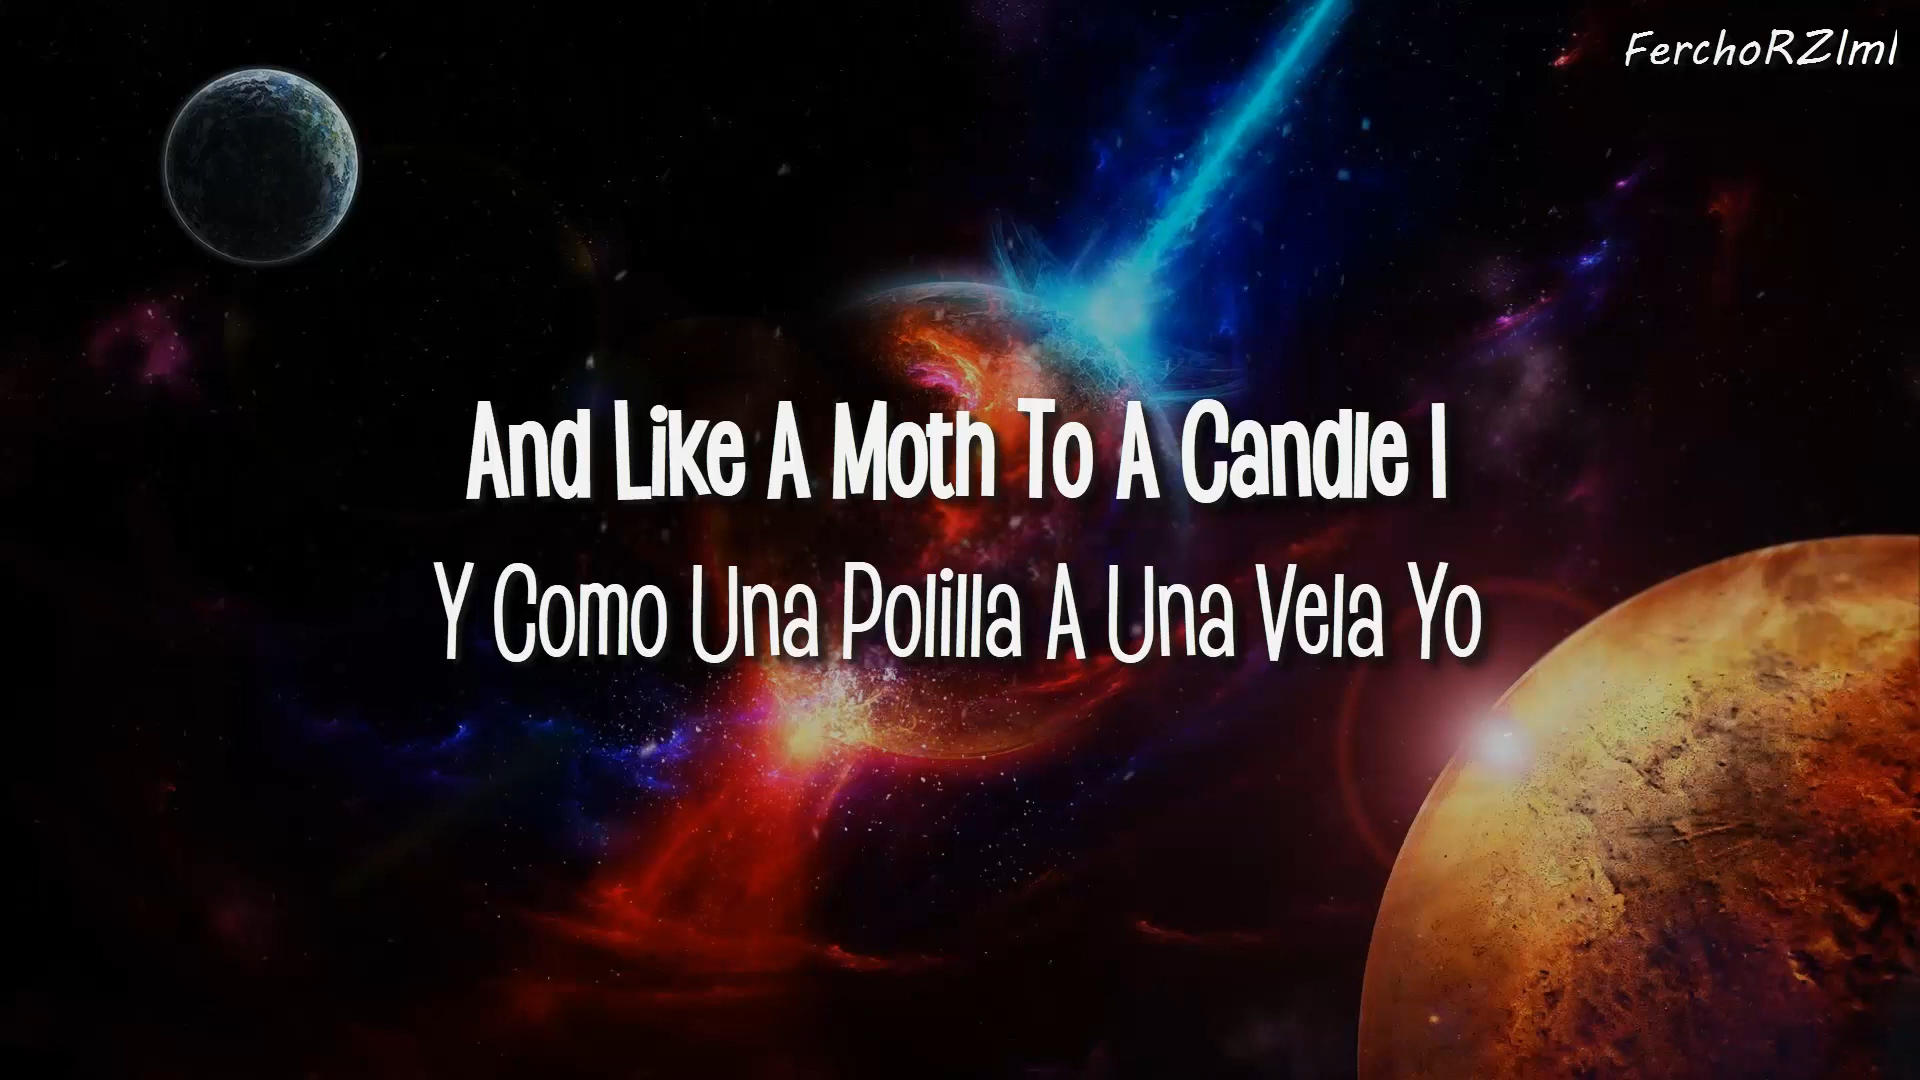 FerchoRZlml
And Like A Moth To A Candle I
Y Como Una Polilla A Una Vela Yo